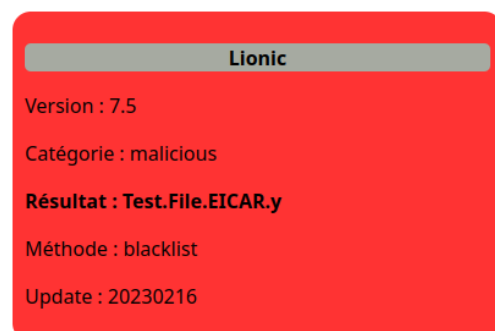 Lionic
Version : 7.5
Catégorie : malicious
Résultat : Test.File.EICAR.y
Méthode : blacklist
Update : 20230216